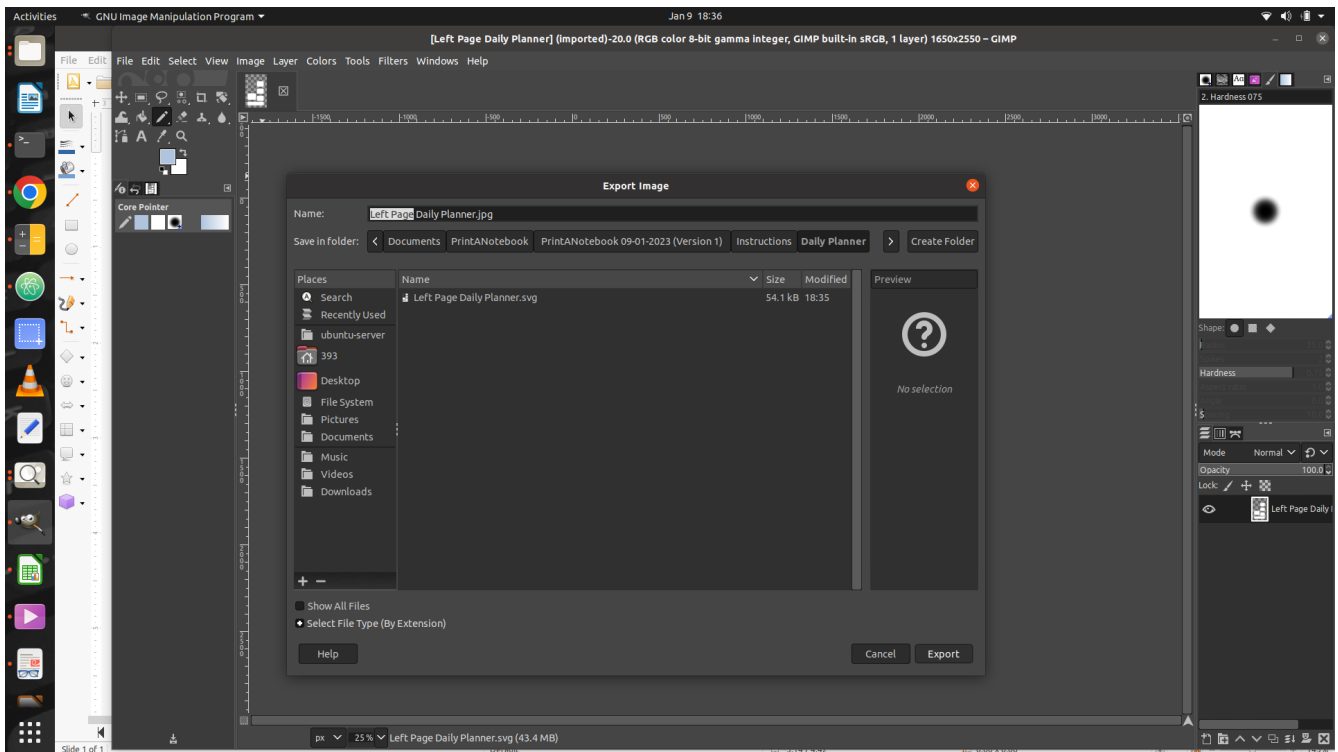 Activities GNU Image Manipulation Program Jan 9 18:36
[Left Page Daily Planner] (imported)-20.0 (RGB color 8-bit gamma integer, GIMP built-in sRGB, 1 layer) 1650x2550 – GIMP
File Edit File Edit Select View Image Layer Colors Tools Filters Windows Help
2. Hardness 075
Core Pointer
Export Image
Name: Left Page Daily Planner.jpg
Save in folder: Documents PrintANotebook PrintANotebook 09-01-2023 (Version 1) Instructions Daily Planner Create Folder
Places Name Size Modified Preview
Search Left Page Daily Planner.svg 54.1 kB 18:35
Recently Used
ubuntu-server
393
Desktop
No selection
File System
Pictures
Documents
Music
Videos
Downloads
Show All Files
Select File Type (By Extension)
Help Cancel Export
Shape:
Hardness
Mode Normal
Opacity 100.0
Lock:
Left Page Daily
px 25 % Left Page Daily Planner.svg (43.4 MB)
Slide 1 of 1